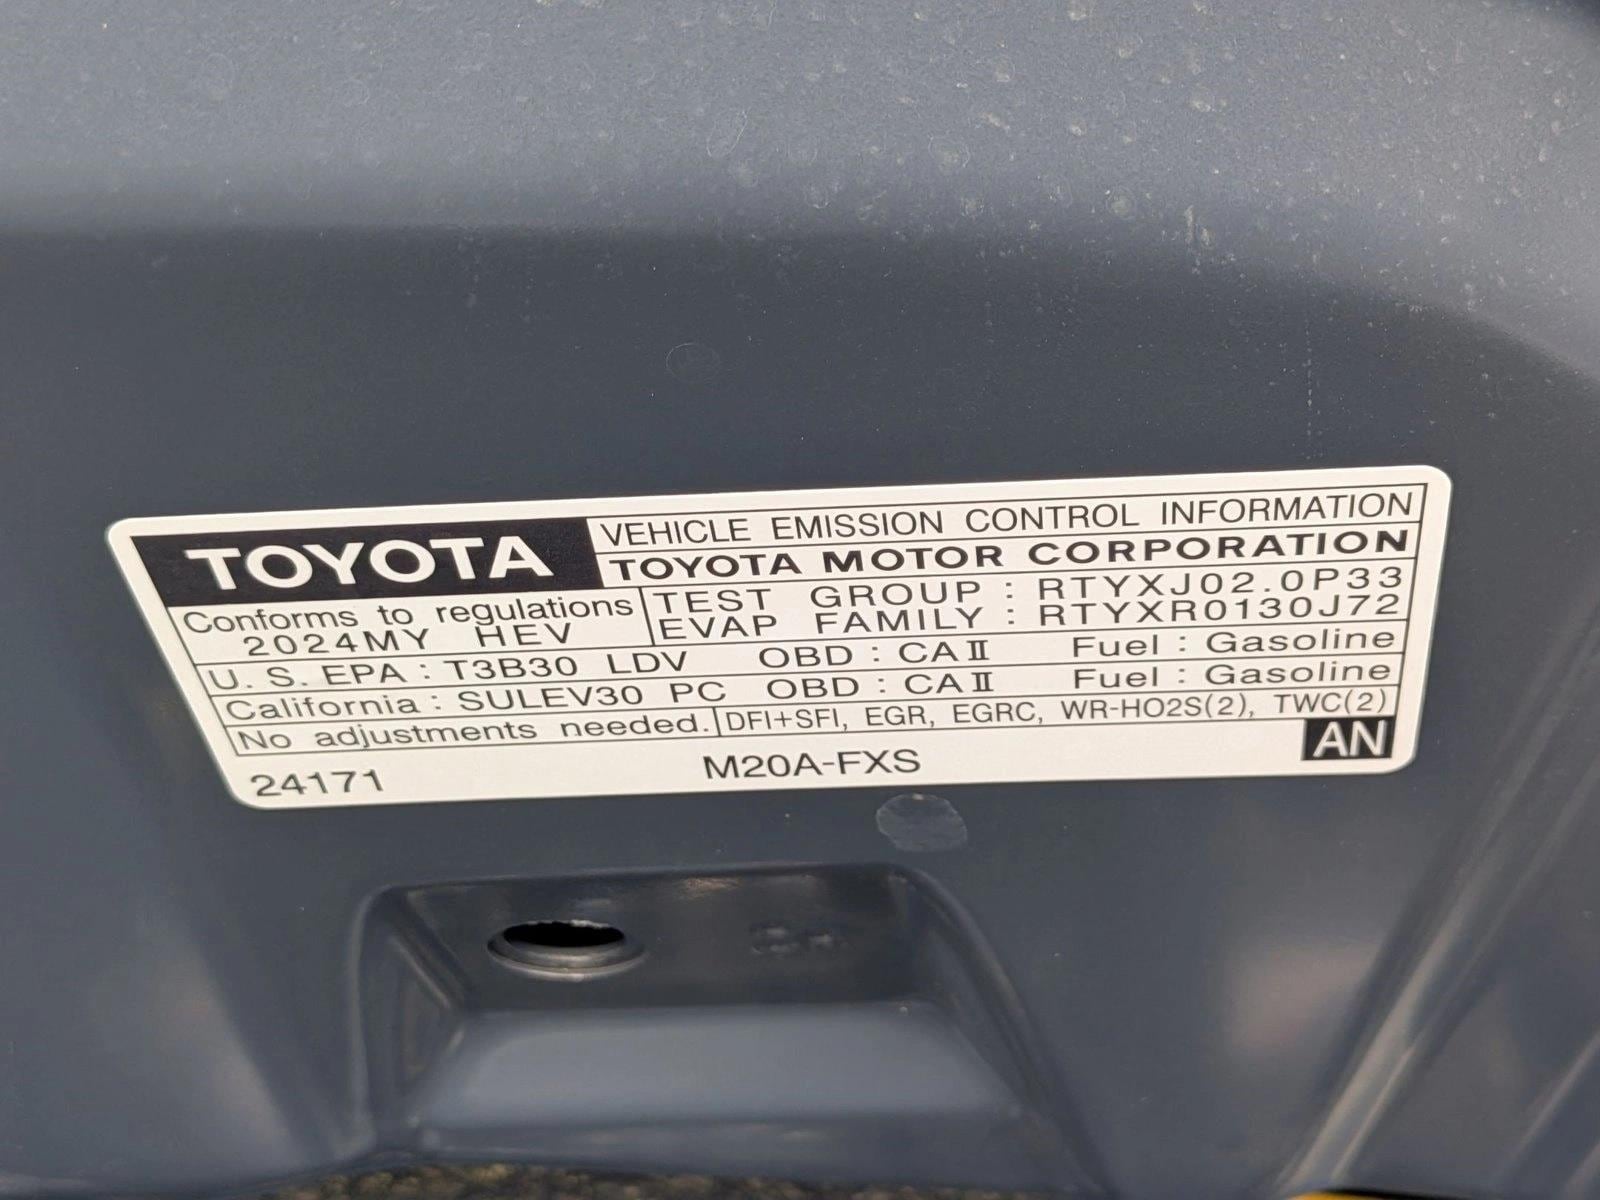 TOYOTA
VEHICLE EMISSION CONTROL INFORMATION
TOYOTA MOTOR CORPORATION
Conforms to regulations
2024MY HEV
TEST GROUP : RTYXJ02.0P33
EVAP FAMILY : RTYXR0130J72
U.S. EPA : T3B30 LDV OBD : CAⅡ Fuel : Gasoline
California : SULEV30 PC OBD : CAⅡ Fuel : Gasoline
No adjustments needed. DFI+SFI, EGR, EGRC, WR-HO2S(2), TWC(2)
24171 M20A-FXS AN